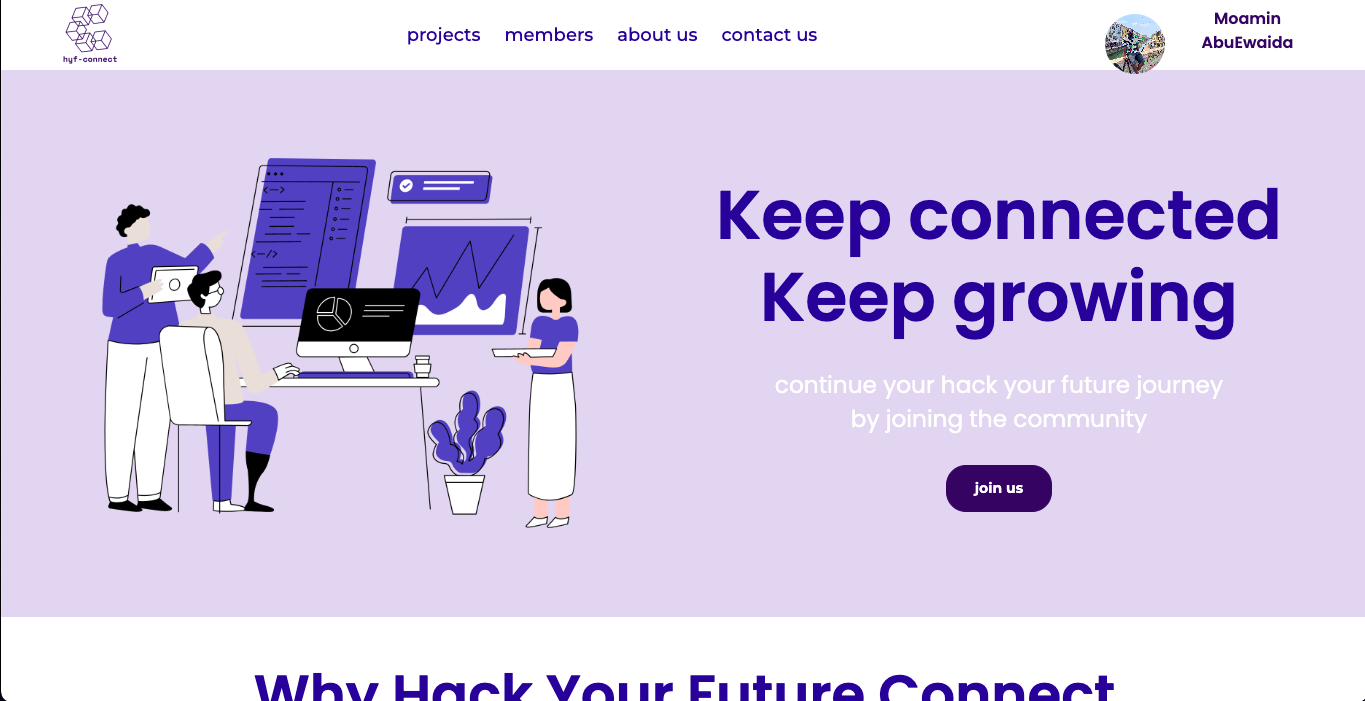 hyf-connect
projects members about us contact us
Moamin
AbuEwaida
<—>
</—>
Keep connected
Keep growing
continue your hack your future journey
by joining the community
join us
Why Hack Your Future Connect